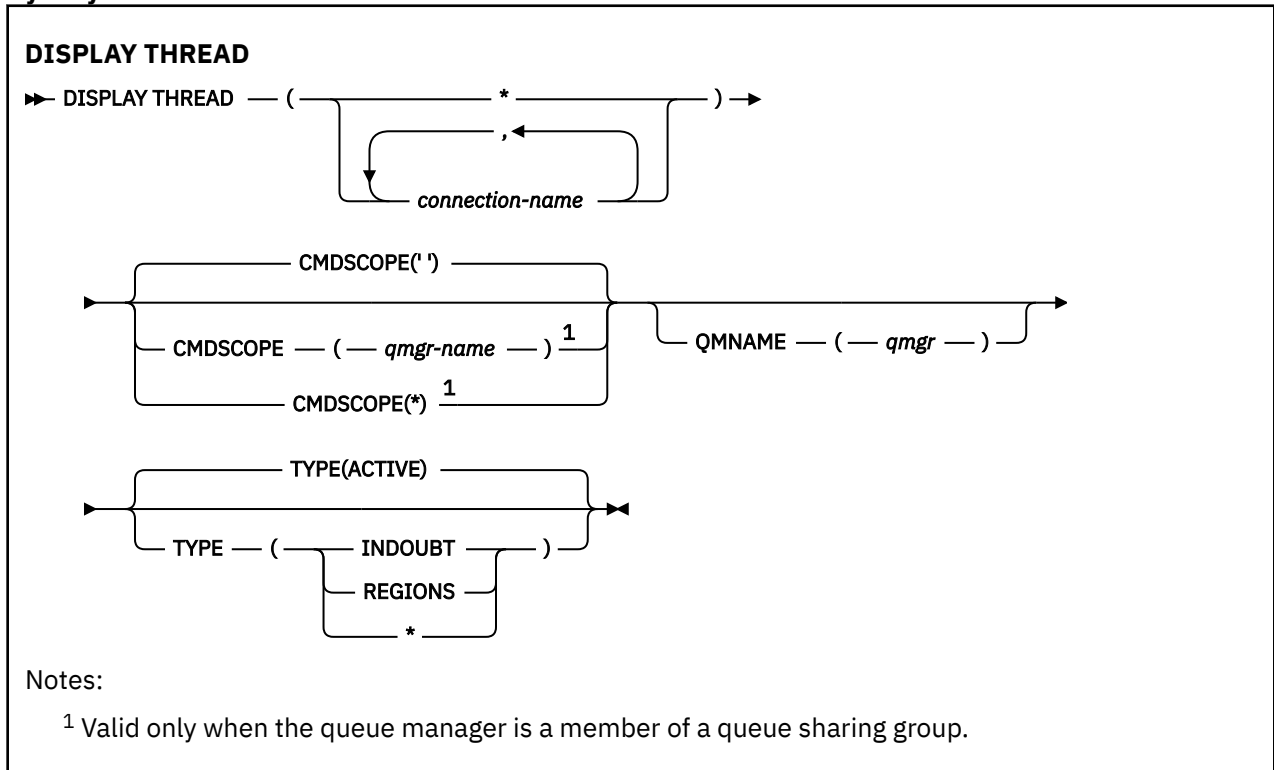 DISPLAY THREAD
DISPLAY THREAD ( * )
,
connection-name
CMDSCOPE(' ')
CMDSCOPE ( qmgr-name ) 1
QMNAME ( qmgr )
CMDSCOPE(*) 1
TYPE(ACTIVE)
TYPE ( INDOUBT )
REGIONS
*
Notes:
1 Valid only when the queue manager is a member of a queue sharing group.